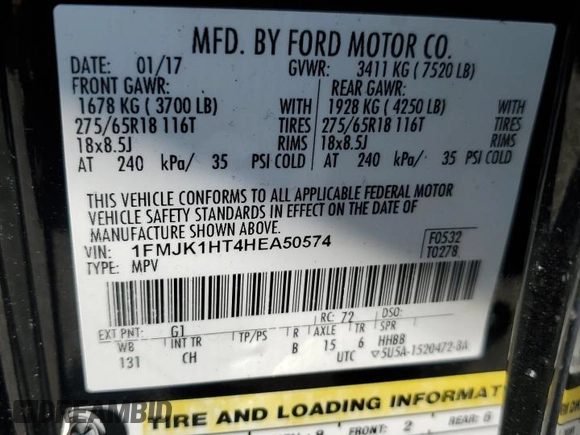 MFD. BY FORD MOTOR CO.
DATE: 01/17 GVWR: 3411 KG ( 7520 LB)
FRONT GAWR: REAR GAWR:
1678 KG ( 3700 LB) WITH 1928 KG ( 4250 LB) WITH
275/65R18 116T TIRES 275/65R18 116T TIRES
18x8.5J RIMS 18x8.5J RIMS
AT 240 kPa/ 35 PSI COLD AT 240 kPa/ 35 PSI COLD
THIS VEHICLE CONFORMS TO ALL APPLICABLE FEDERAL MOTOR
VEHICLE SAFETY STANDARDS IN EFFECT ON THE DATE OF
MANUFACTURE SHOWN ABOVE.
VIN: 1FMJK1HT4HEA50574 F0532
TYPE: MPV T0278
EXT PNT: G1 RC: 72 DSO:
WB INT TR TP/PS R AXLE TR SPR
131 CH B 15 6 HHBB
UTC 5U5A-1520472-BA
TIRE AND LOADING INFORMAT
FRONT: 2 REAR: 6